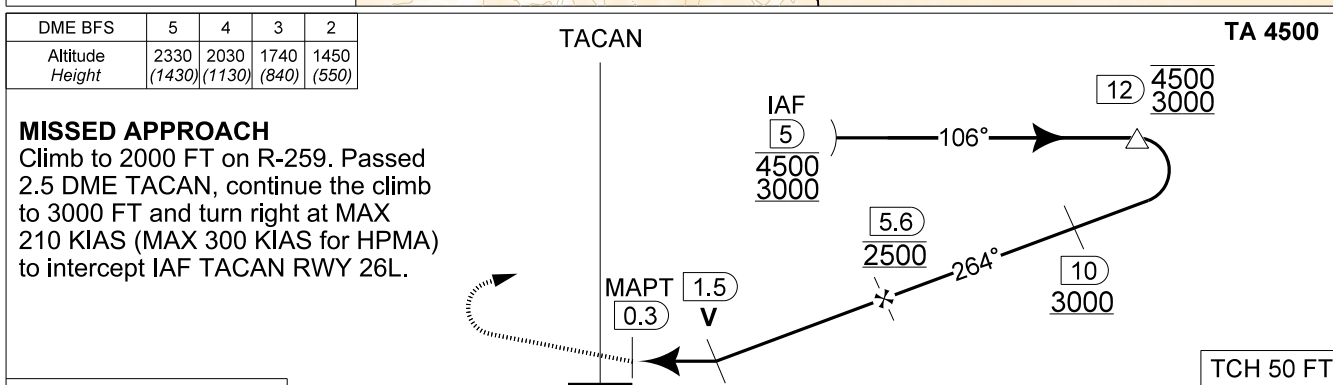 DME BFS 5 4 3 2
Altitude 2330 2030 1740 1450
Height (1430) (1130) (840) (550)
MISSED APPROACH
Climb to 2000 FT on R-259. Passed
2.5 DME TACAN, continue the climb
to 3000 FT and turn right at MAX
210 KIAS (MAX 300 KIAS for HPMA)
to intercept IAF TACAN RWY 26L.
TACAN
TA 4500
IAF
5
4500
3000
106°
12
4500
3000
5.6
2500
264°
10
3000
MAPT
0.3
1.5
V
TCH 50 FT